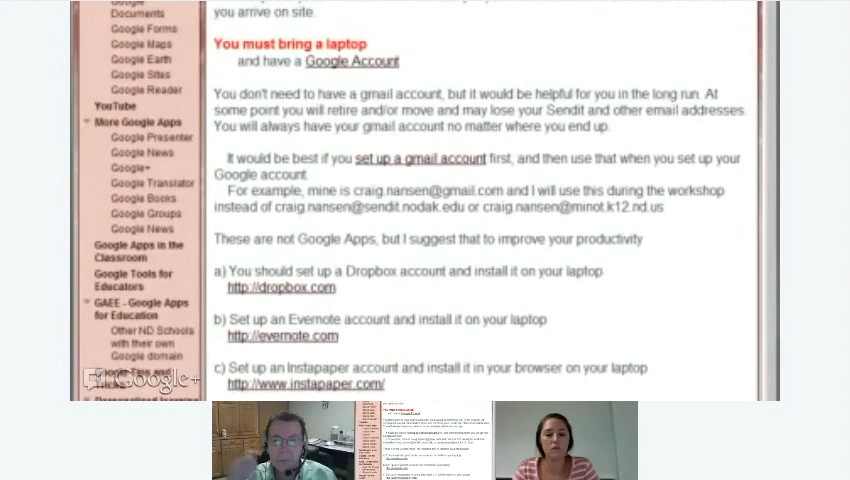 Google
Documents
Google Forms
Google Maps
Google Earth
Google Sites
Google Reader
YouTube
More Google Apps
Google Presenter
Google News
Google+
Google Translator
Google Books
Google Groups
Google News
Google Apps in the
Classroom
Google Tools for
Educators
GAEE - Google Apps
for Education
Other ND Schools
with their own
Google domain
Google Tips and
Google+
you arrive on site.
You must bring a laptop
and have a Google Account
You don't need to have a gmail account, but it would be helpful for you in the long run. At
some point you will retire and/or move and may lose your Sendit and other email addresses.
You will always have your gmail account no matter where you end up.
It would be best if you set up a gmail account first, and then use that when you set up your
Google account.
For example, mine is craig.nansen@gmail.com and I will use this during the workshop
instead of craig.nansen@sendit.nodak.edu or craig.nansen@minot.k12.nd.us
These are not Google Apps, but I suggest that to improve your productivity
a) You should set up a Dropbox account and install it on your laptop
http://dropbox.com
b) Set up an Evernote account and install it on your laptop
http://evernote.com
c) Set up an Instapaper account and install it in your browser on your laptop
http://www.instapaper.com/